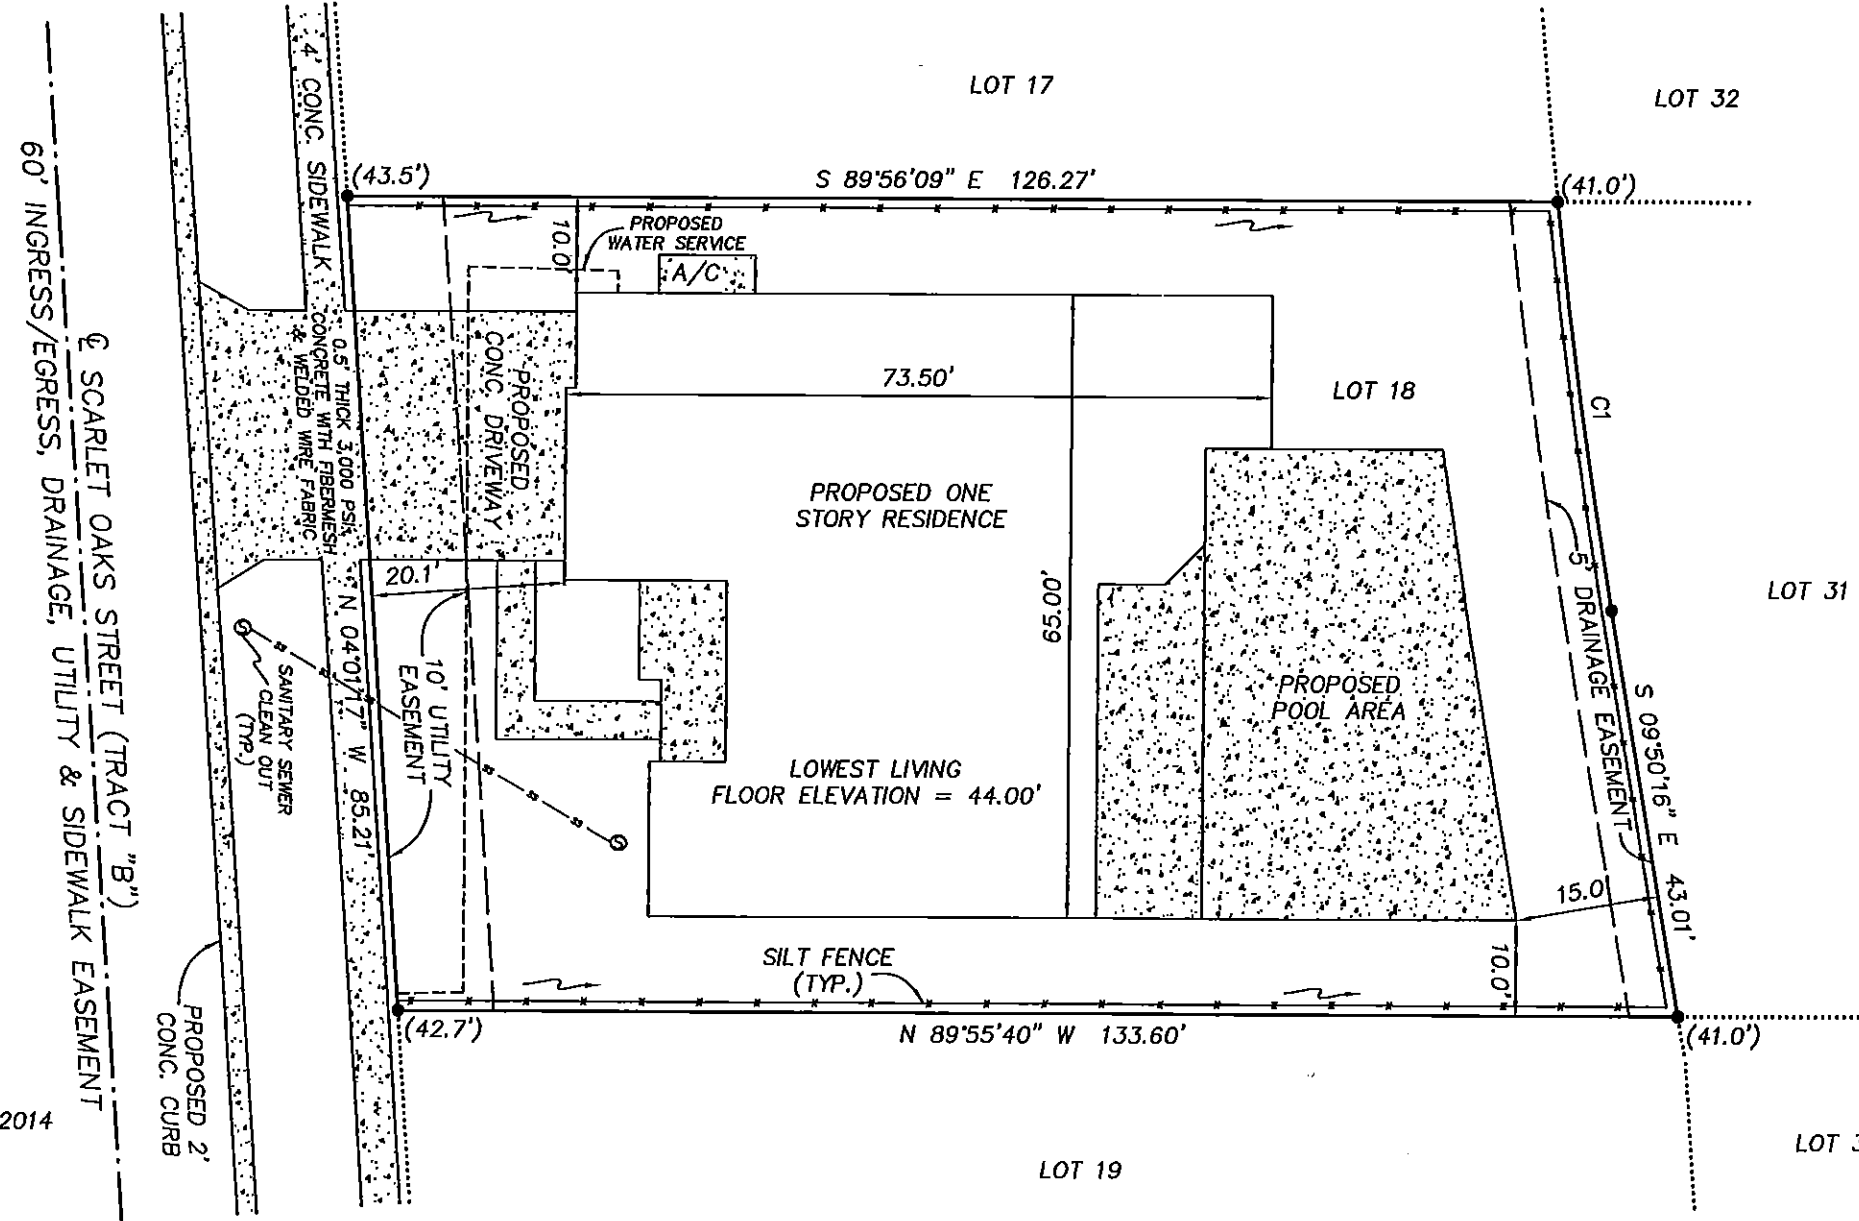 LOT 17
LOT 32
(43.5')
S 89°56'09" E 126.27'
(41.0')
4' CONC. SIDEWALK
10.0'
PROPOSED
WATER SERVICE
A/C
60' INGRESS/EGRESS, DRAINAGE, UTILITY & SIDEWALK EASEMENT
℄ SCARLET OAKS STREET (TRACT "B")
0.5' THICK 3,000 PSI
CONCRETE WITH FIBERMESH
& WELDED WIRE FABRIC
PROPOSED
CONC. DRIVEWAY
73.50'
LOT 18
C1
PROPOSED ONE
STORY RESIDENCE
65.00'
5' DRAINAGE EASEMENT
LOT 31
20.1'
N 04°01'17" W 85.21'
10' UTILITY
EASEMENT
SANITARY SEWER
CLEAN OUT
(TYP.)
S
S
PROPOSED
POOL AREA
S 09°50'16" E 43.01'
LOWEST LIVING
FLOOR ELEVATION = 44.00'
15.0'
10.0'
SILT FENCE
(TYP.)
(42.7')
N 89°55'40" W 133.60'
(41.0')
PROPOSED 2'
CONC. CURB
2014
LOT 19
LOT 3